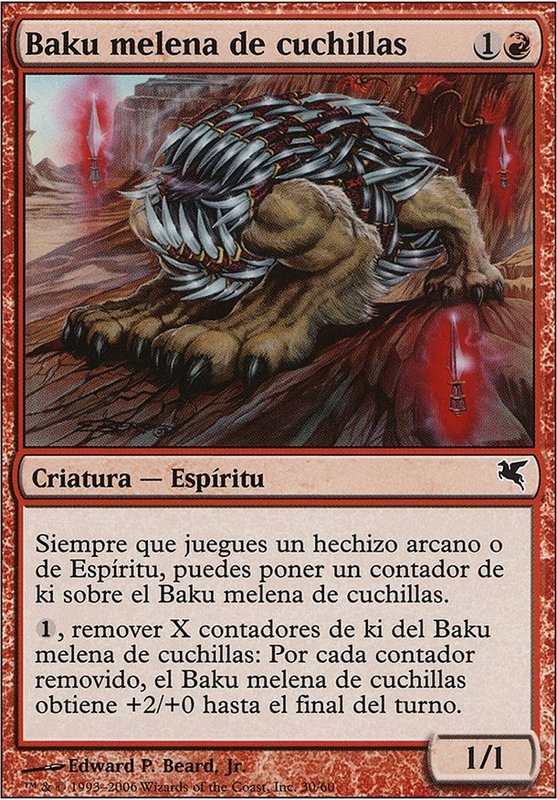 Baku melena de cuchillas 1
Criatura — Espíritu
Siempre que juegues un hechizo arcano o
de Espíritu, puedes poner un contador de
ki sobre el Baku melena de cuchillas.
1, remover X contadores de ki del Baku
melena de cuchillas: Por cada contador
removido, el Baku melena de cuchillas
obtiene +2/+0 hasta el final del turno.
1/1
Edward P. Beard, Jr.
™ & © 1993–2006 Wizards of the Coast, Inc. 30/60